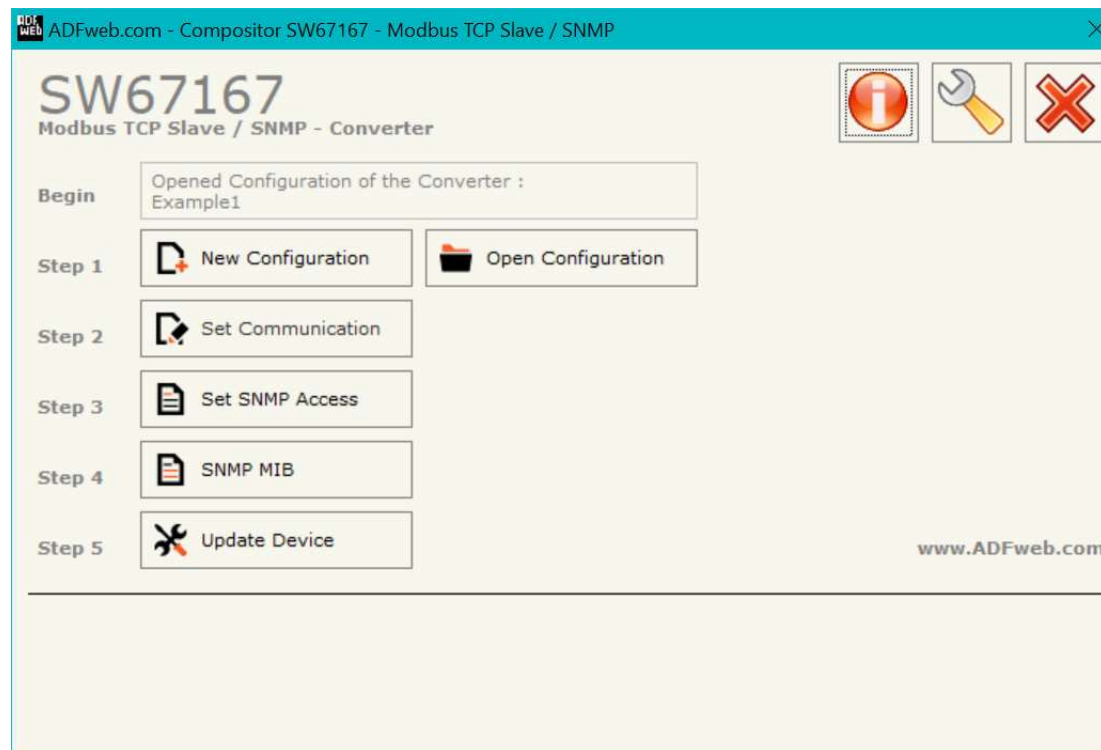 ADFweb.com - Compositor SW67167 - Modbus TCP Slave / SNMP
SW67167
Modbus TCP Slave / SNMP - Converter
Begin
Opened Configuration of the Converter :
Example1
Step 1
New Configuration
Open Configuration
Step 2
Set Communication
Step 3
Set SNMP Access
Step 4
SNMP MIB
Step 5
Update Device
www.ADFweb.com